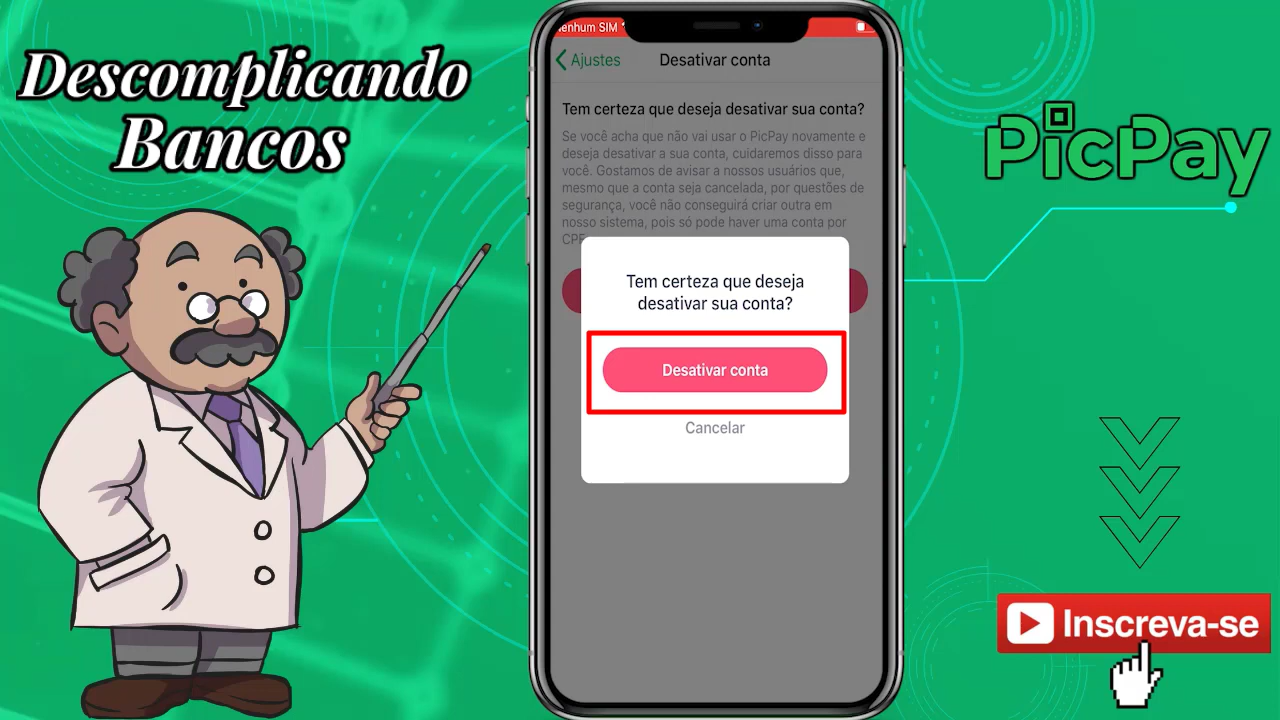 Descomplicando
Bancos
enhum SIM
Ajustes
Desativar conta
Tem certeza que deseja desativar sua conta?
Se você acha que não vai usar o PicPay novamente e
deseja desativar a sua conta, cuidaremos disso para
você. Gostamos de avisar a nossos usuários que,
mesmo que a conta seja cancelada, por questões de
segurança, você não conseguirá criar outra em
nosso sistema, pois só pode haver uma conta por
CPF
Tem certeza que deseja
desativar sua conta?
Desativar conta
Cancelar
PicPay
Inscreva-se